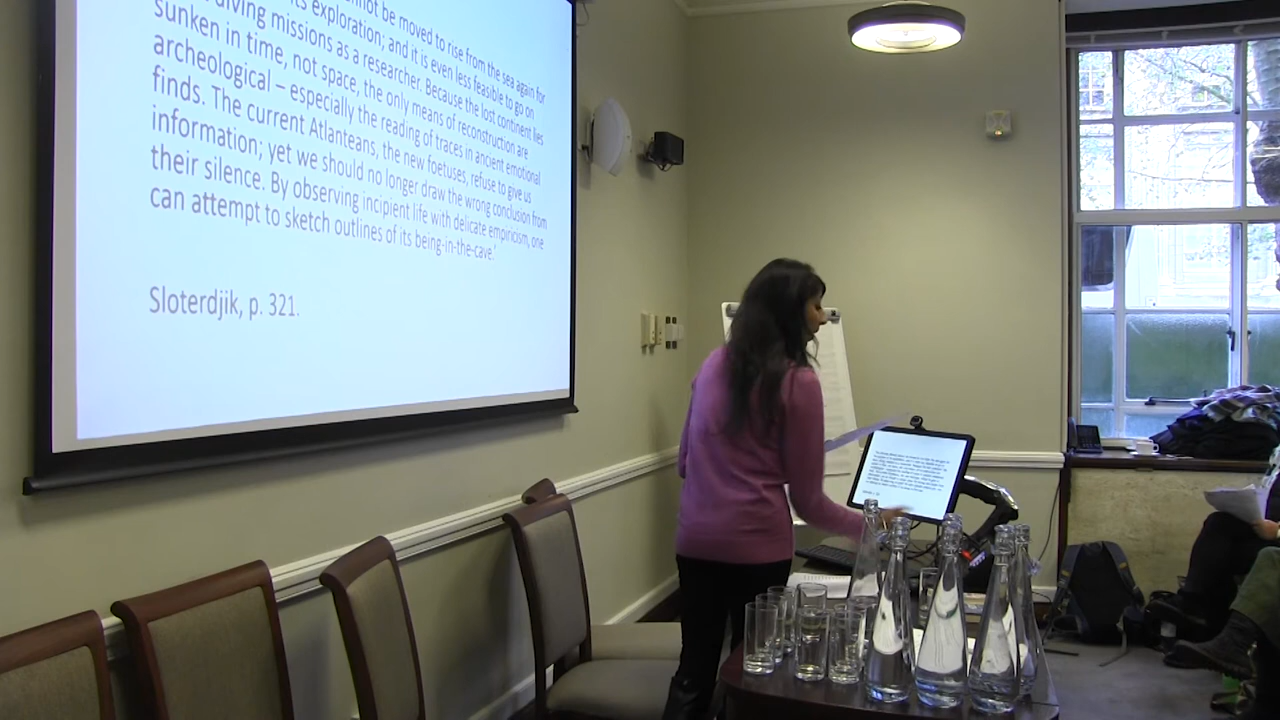 not be moved to rise from the sea again for
its exploration; and it is even less feasible to go on
diving missions as a researcher. Because the lost continent lies
sunken in time, not space, the only means of reconstruction are
archeological – especially the reading of traces in ancient emotional
finds. The current Atlanteans, the new foetuses, refuse to give us
information; yet we should no longer draw the wrong conclusion from
their silence. By observing incipient life with delicate empiricism, one
can attempt to sketch outlines of its being-in-the-cave.'
Sloterdijk, p. 321.